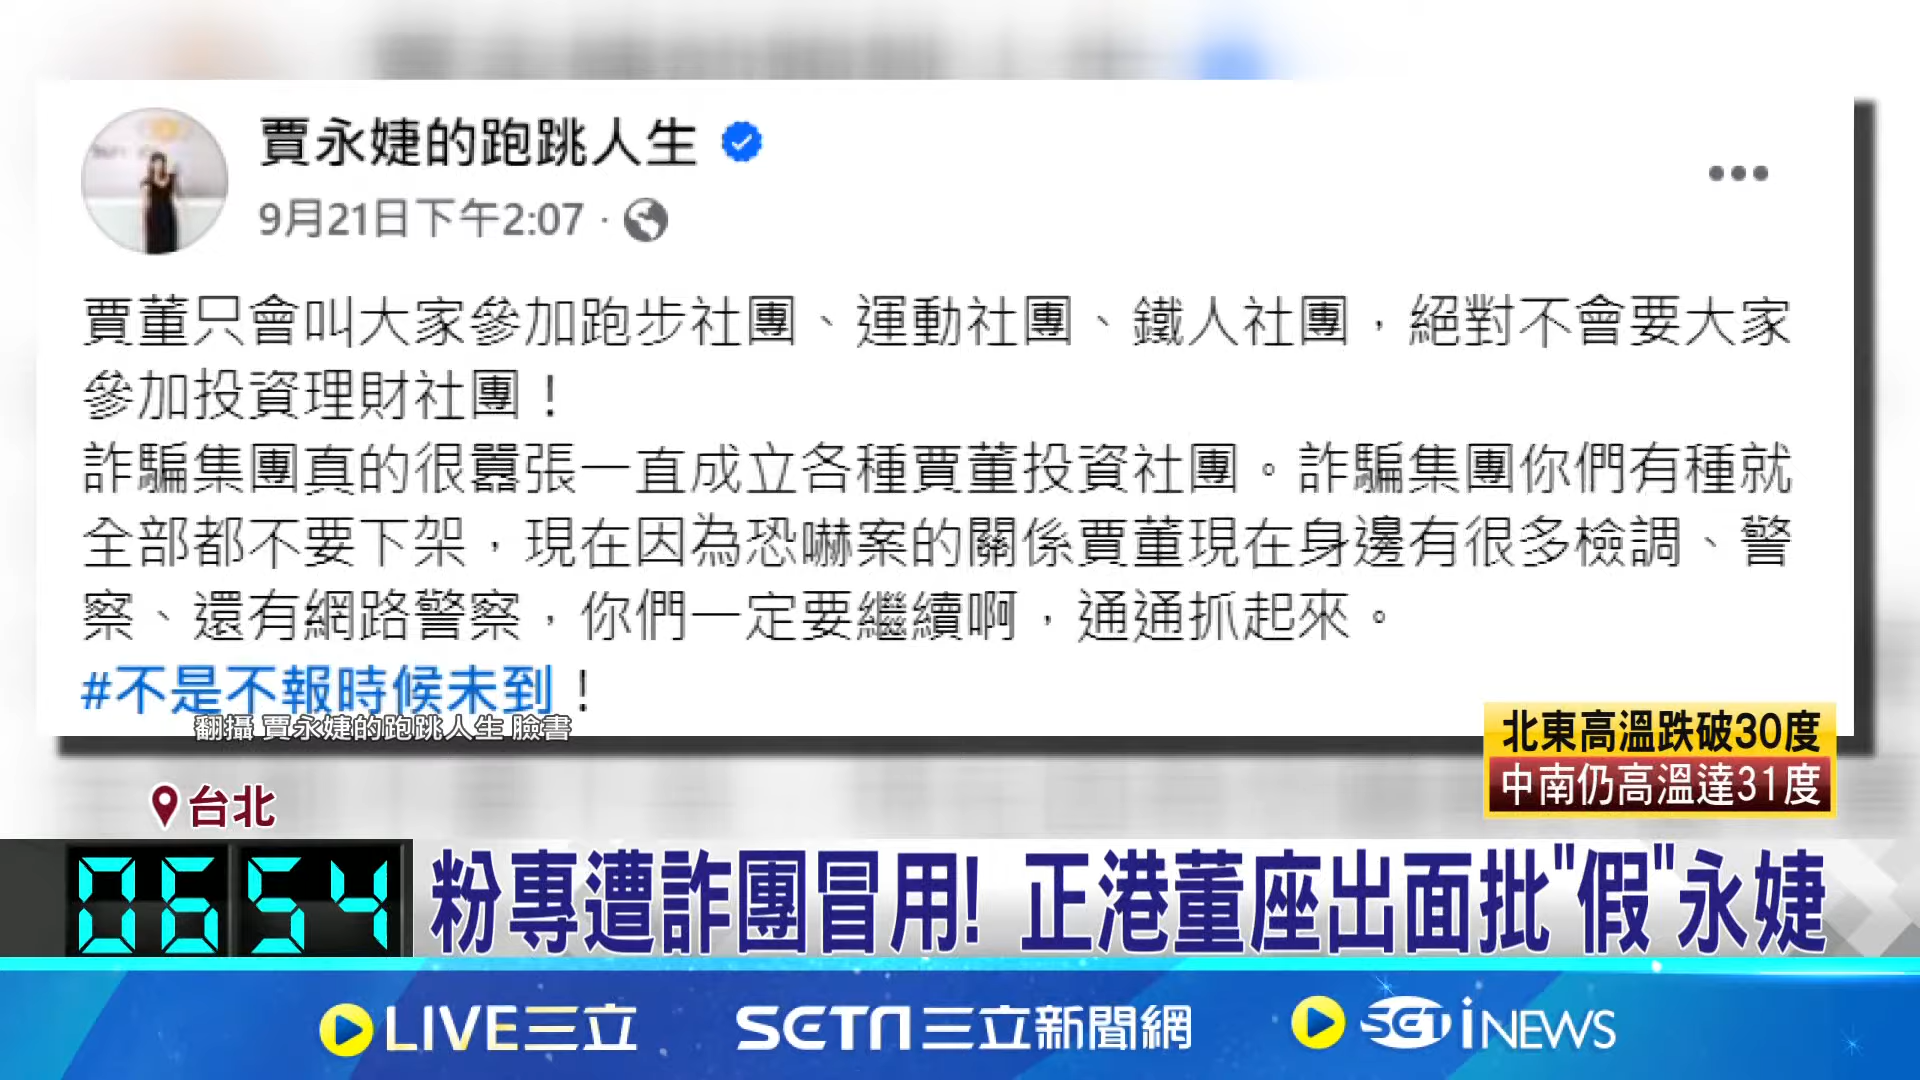 賈永婕的跑跳人生
9月21日下午2:07 ·
賈董只會叫大家參加跑步社團、運動社團、鐵人社團，絕對不會要大家
參加投資理財社團！
詐騙集團真的很囂張一直成立各種賈董投資社團。詐騙集團你們有種就
全部都不要下架，現在因為恐嚇案的關係賈董現在身邊有很多檢調、警
察、還有網路警察，你們一定要繼續啊，通通抓起來。
#不是不報時候未到！
翻攝 賈永婕的跑跳人生 臉書
北東高溫跌破30度
中南仍高溫達31度
台北
0654
粉專遭詐團冒用! 正港董座出面批"假"永婕
LIVE三立
SETN三立新聞網
SETiNEWS